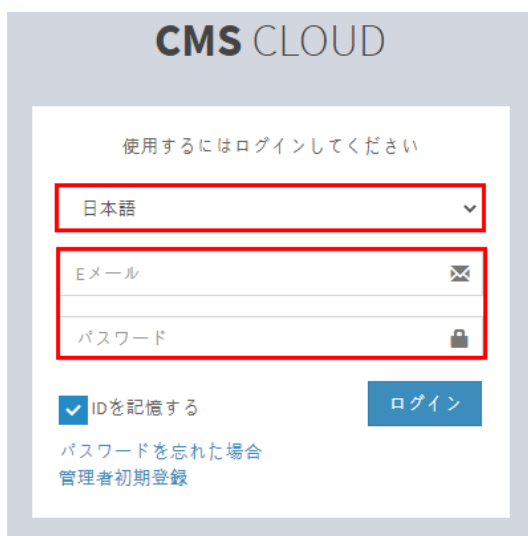 CMS CLOUD
使用するにはログインしてください
日本語
Eメール
パスワード
IDを記憶する
ログイン
パスワードを忘れた場合
管理者初期登録